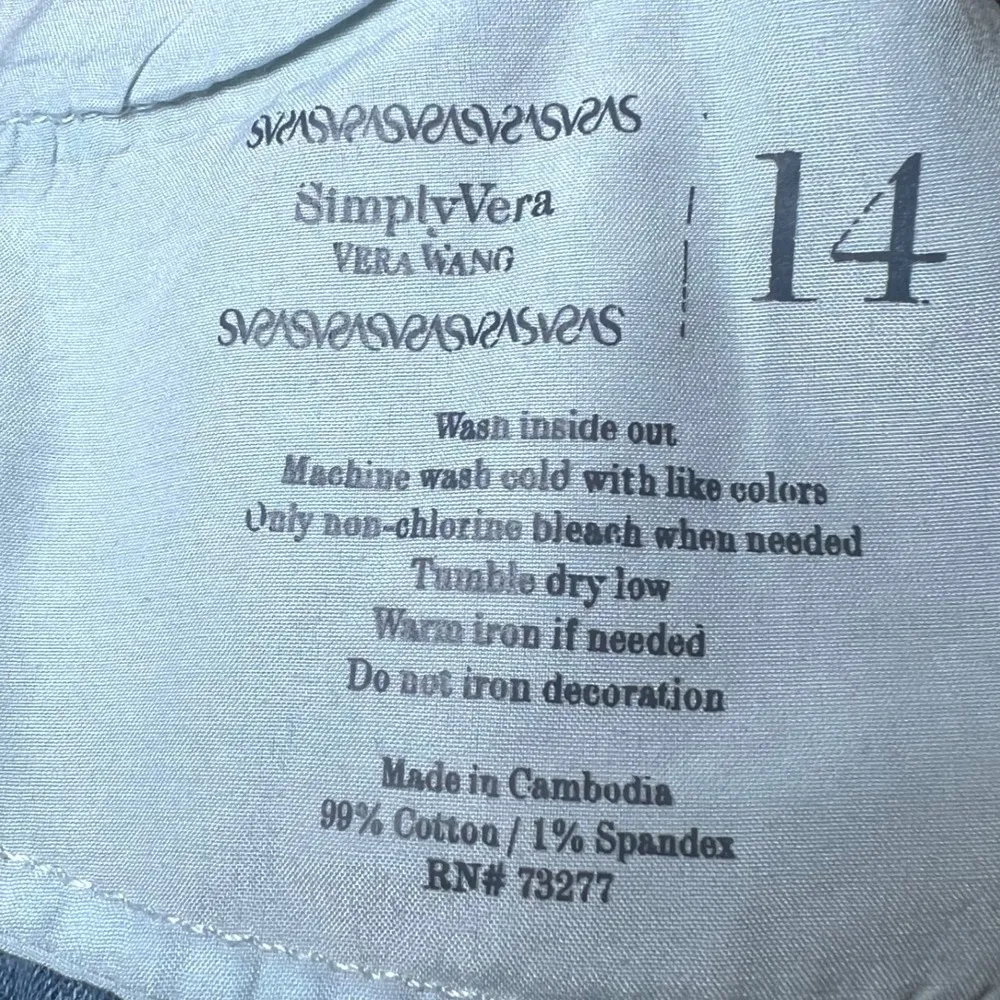 SVSVSVSVSVSVSVS
SimplyVera
VERA WANG
14
Wash inside out
Machine wash cold with like colors
Only non-chlorine bleach when needed
Tumble dry low
Warm iron if needed
Do not iron decoration
Made in Cambodia
99% Cotton / 1% Spandex
RN# 73277